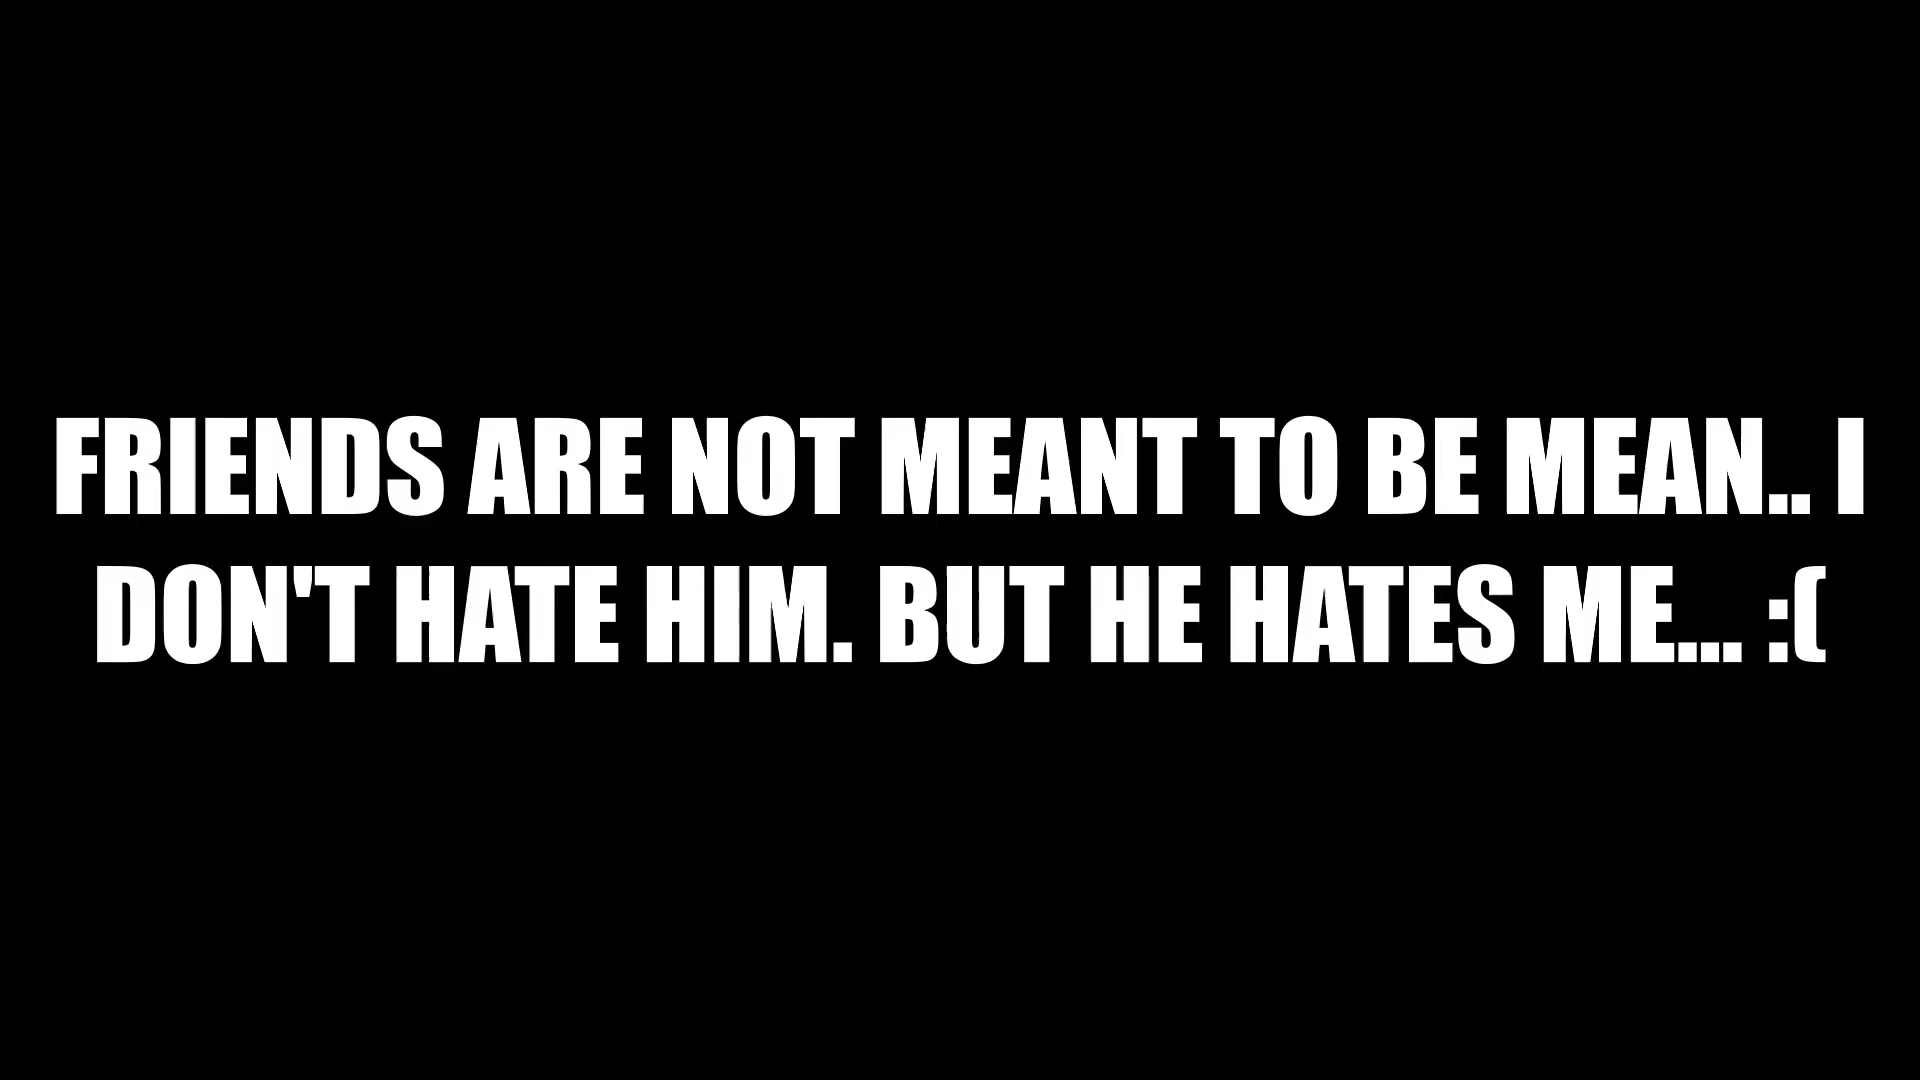 FRIENDS ARE NOT MEANT TO BE MEAN.. I
DON'T HATE HIM. BUT HE HATES ME... :(